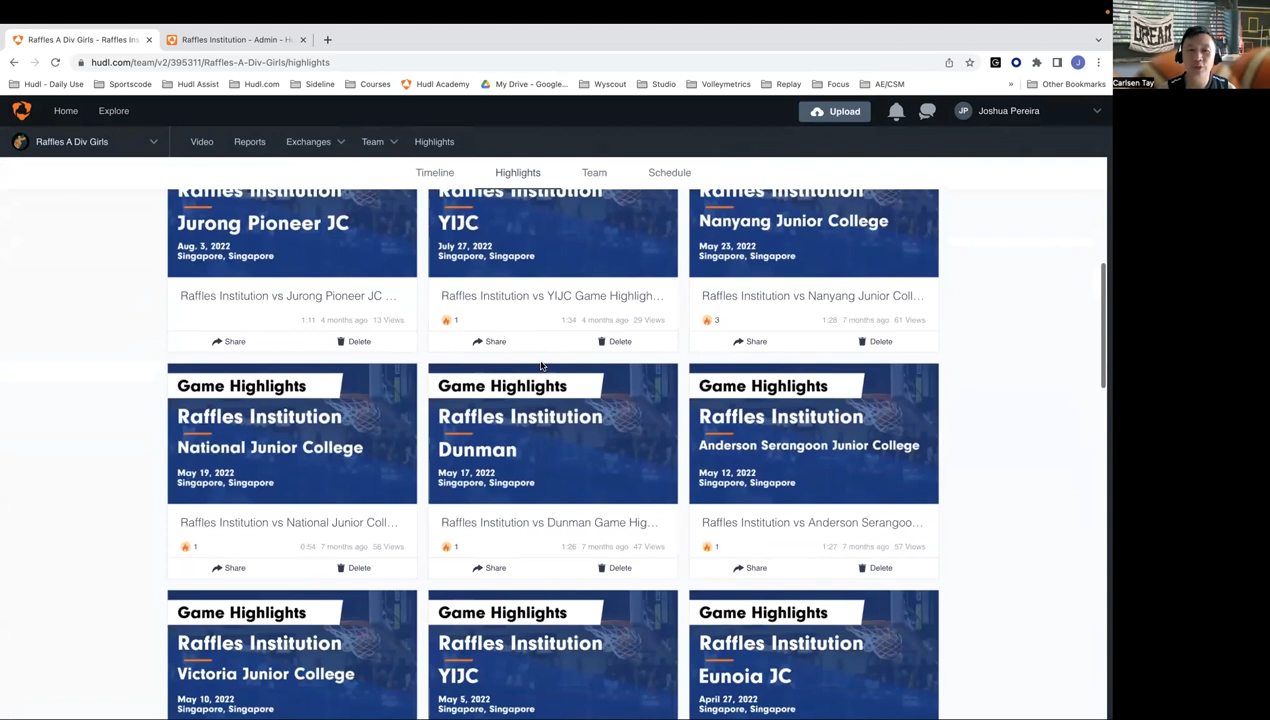 Raffles A Div Girls - Raffles Ins
Raffles Institution - Admin - H
hudl.com/team/v2/395311/Raffles-A-Div-Girls/highlights
Hudl - Daily Use
Sportscode
Hudl Assist
Hudl.com
Sideline
Courses
Hudl Academy
My Drive - Google...
Wyscout
Studio
Volleymetrics
Replay
Focus
AE/CSM
»
Other Bookmarks
DREAM
Carlsen Tay
Home
Explore
Upload
JP
Joshua Pereira
Raffles A Div Girls
Video
Reports
Exchanges
Team
Highlights
Timeline
Highlights
Team
Schedule
Raffles Institution
Jurong Pioneer JC
Aug. 3, 2022
Singapore, Singapore
Raffles Institution vs Jurong Pioneer JC ...
1:11 4 months ago 13 Views
Share
Delete
Raffles Institution
YIJC
July 27, 2022
Singapore, Singapore
Raffles Institution vs YIJC Game Highligh...
1
1:34 4 months ago 29 Views
Share
Delete
Raffles Institution
Nanyang Junior College
May 23, 2022
Singapore, Singapore
Raffles Institution vs Nanyang Junior Coll...
3
1:28 7 months ago 61 Views
Share
Delete
Game Highlights
Raffles Institution
National Junior College
May 19, 2022
Singapore, Singapore
Raffles Institution vs National Junior Coll...
1
0:54 7 months ago 56 Views
Share
Delete
Game Highlights
Raffles Institution
Dunman
May 17, 2022
Singapore, Singapore
Raffles Institution vs Dunman Game Hig...
1
1:26 7 months ago 47 Views
Share
Delete
Game Highlights
Raffles Institution
Anderson Serangoon Junior College
May 12, 2022
Singapore, Singapore
Raffles Institution vs Anderson Serangoo...
1
1:27 7 months ago 57 Views
Share
Delete
Game Highlights
Raffles Institution
Victoria Junior College
May 10, 2022
Singapore, Singapore
Game Highlights
Raffles Institution
YIJC
May 5, 2022
Singapore, Singapore
Game Highlights
Raffles Institution
Eunoia JC
April 27, 2022
Singapore, Singapore